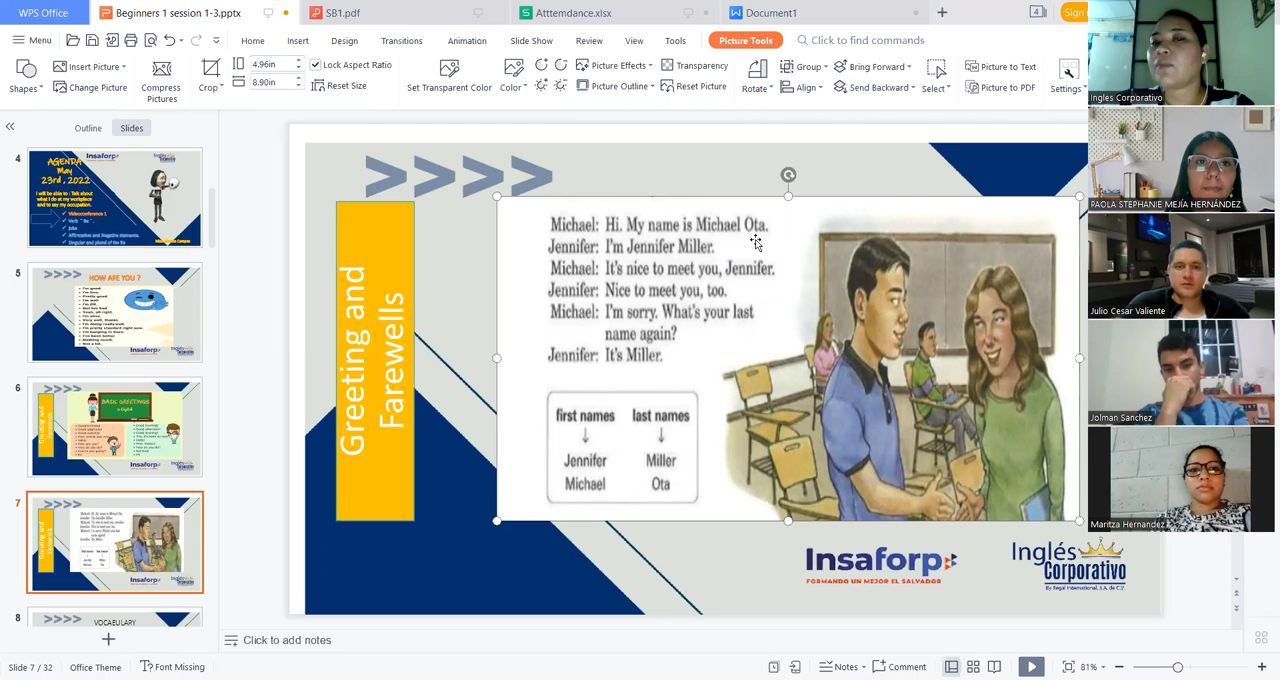 WPS Office
Beginners 1 session 1-3.pptx
SB1.pdf
Atttemdance.xlsx
Document1
4
Sign
Menu
Home
Insert
Design
Transitions
Animation
Slide Show
Review
View
Tools
Picture Tools
Click to find commands
Shapes
Insert Picture
Change Picture
Compress
Pictures
Crop
4.96in
8.90in
Lock Aspect Ratio
Reset Size
Set Transparent Color
Color
Picture Effects
Picture Outline
Transparency
Reset Picture
Rotate
Group
Align
Bring Forward
Send Backward
Select
Picture to Text
Picture to PDF
Settings
Outline
Slides
4
AGENDA
May
23rd , 2022
Insaforp
5
HOW ARE YOU ?
6
BASIC GREETINGS
7
8
VOCABULARY
>>>>
Greeting and
Farewells
Michael: Hi. My name is Michael Ota.
Jennifer: I'm Jennifer Miller.
Michael: It's nice to meet you, Jennifer.
Jennifer: Nice to meet you, too.
Michael: I'm sorry. What's your last
name again?
Jennifer: It's Miller.
first names last names
Jennifer Miller
Michael Ota
Insaforp
FORMANDO UN MEJOR EL SALVADOR
Inglés
Corporativo
By Regal International, S.A. de C.V.
Ingles Corporativo
PAOLA STEPHANIE MEJÍA HERNÁNDEZ
Julio Cesar Valiente
Jolman Sanchez
Maritza Hernandez
Click to add notes
Slide 7 / 32
Office Theme
Font Missing
Notes
Comment
81%